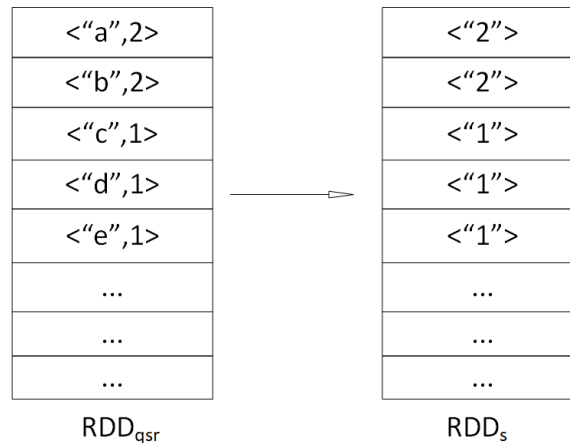 <“a”,2> <“2”>
<“b”,2> <“2”>
<“c”,1> <“1”>
<“d”,1> <“1”>
<“e”,1> <“1”>
... ...
... ...
... ...
RDDqsr RDDs